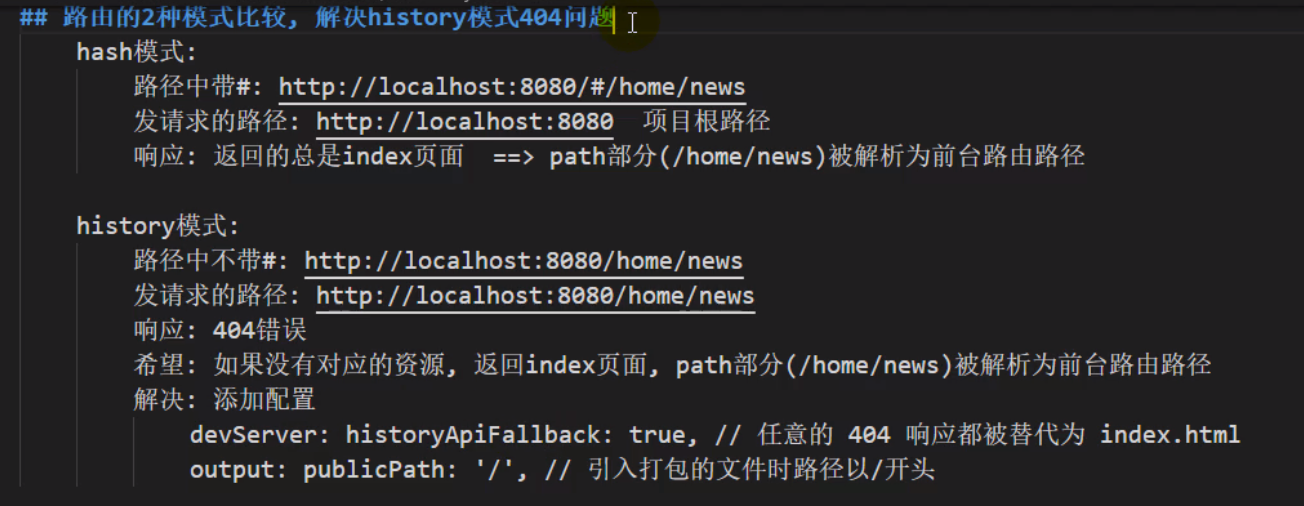 ## 路由的2种模式比较, 解决history模式404问题
hash模式:
路径中带#: http://localhost:8080/#/home/news
发请求的路径: http://localhost:8080  项目根路径
响应: 返回的总是index页面  ==> path部分(/home/news)被解析为前台路由路径
history模式:
路径中不带#: http://localhost:8080/home/news
发请求的路径: http://localhost:8080/home/news
响应: 404错误
希望: 如果没有对应的资源, 返回index页面, path部分(/home/news)被解析为前台路由路径
解决: 添加配置
devServer: historyApiFallback: true, // 任意的 404 响应都被替代为 index.html
output: publicPath: '/', // 引入打包的文件时路径以/开头